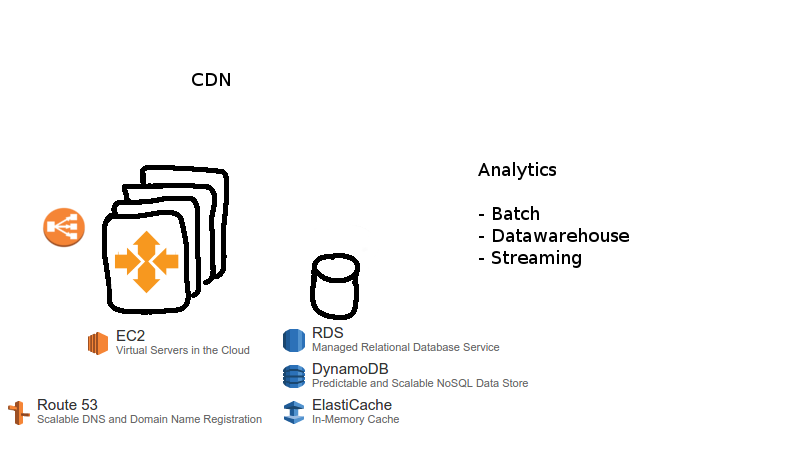 CDN
Analytics
- Batch
- Datawarehouse
- Streaming
EC2
Virtual Servers in the Cloud
RDS
Managed Relational Database Service
DynamoDB
Predictable and Scalable NoSQL Data Store
Route 53
Scalable DNS and Domain Name Registration
ElastiCache
In-Memory Cache